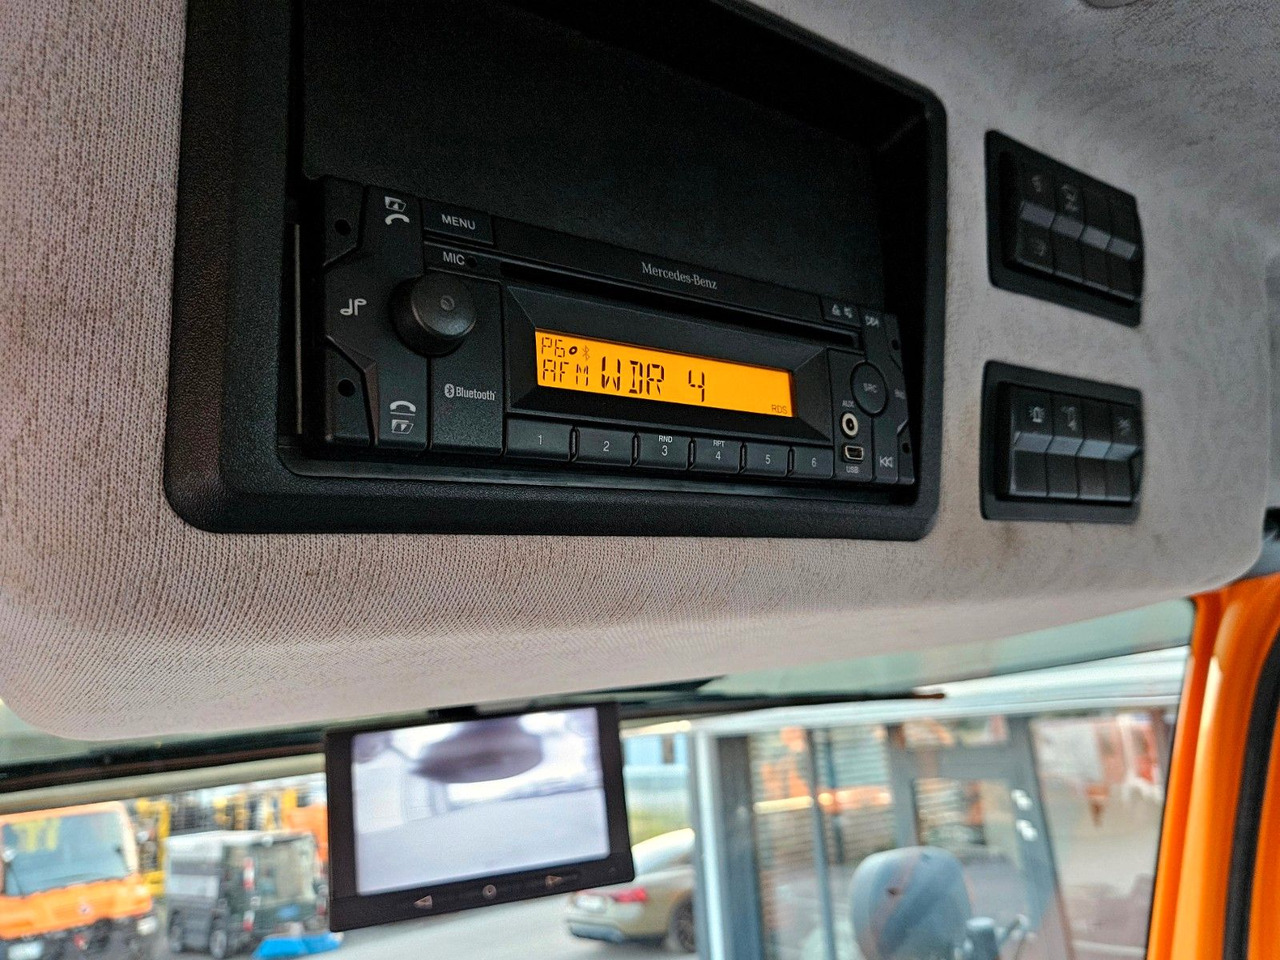 MENU
MIC
Mercedes-Benz
P6
AFM WDR 4
RDS
Bluetooth
SRC
AUX
USB
1
2
RND
3
RPT
4
5
6